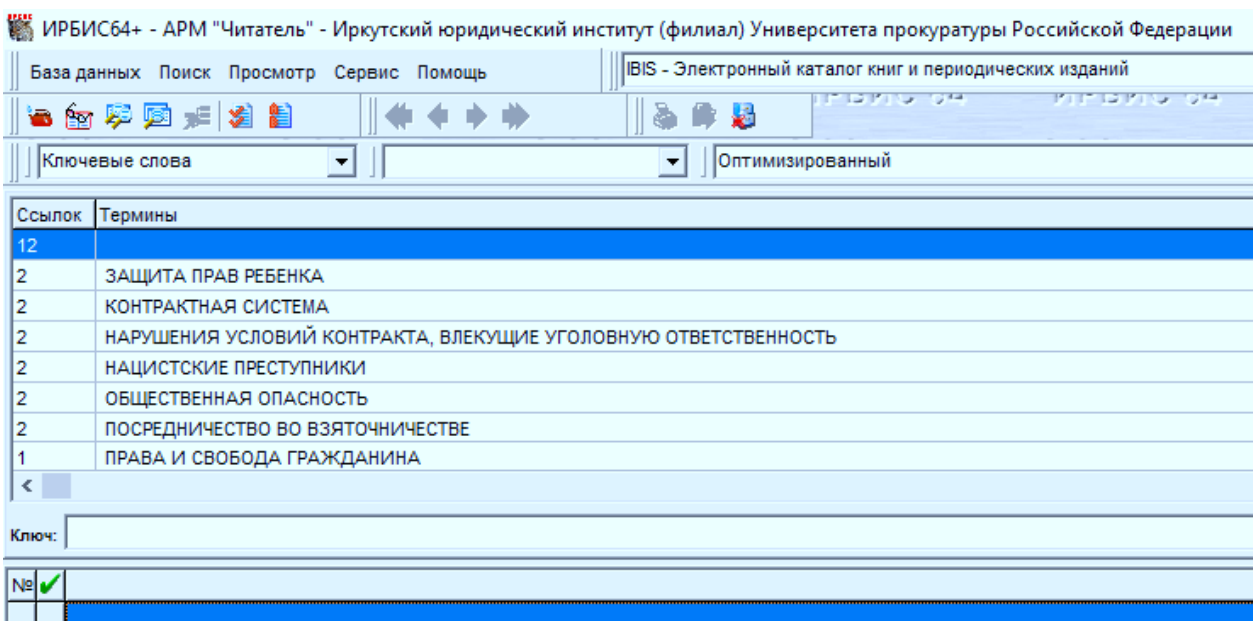 ИРБИС64+ - АРМ "Читатель" - Иркутский юридический институт (филиал) Университета прокуратуры Российской Федерации
База данных Поиск Просмотр Сервис Помощь IBIS - Электронный каталог книг и периодических изданий
Ключевые слова Оптимизированный
Ссылок Термины
12
2 ЗАЩИТА ПРАВ РЕБЕНКА
2 КОНТРАКТНАЯ СИСТЕМА
2 НАРУШЕНИЯ УСЛОВИЙ КОНТРАКТА, ВЛЕКУЩИЕ УГОЛОВНУЮ ОТВЕТСТВЕННОСТЬ
2 НАЦИСТСКИЕ ПРЕСТУПНИКИ
2 ОБЩЕСТВЕННАЯ ОПАСНОСТЬ
2 ПОСРЕДНИЧЕСТВО ВО ВЗЯТОЧНИЧЕСТВЕ
1 ПРАВА И СВОБОДА ГРАЖДАНИНА
Ключ:
№